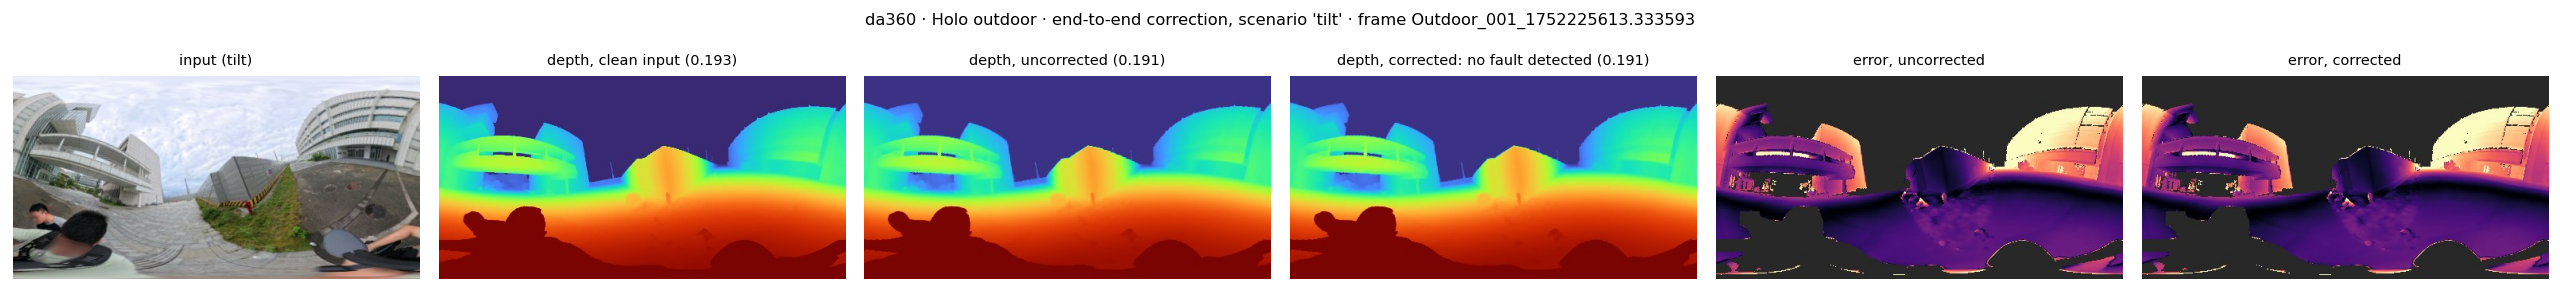 da360 · Holo outdoor · end-to-end correction, scenario 'tilt' · frame Outdoor_001_1752225613.333593
input (tilt)
depth, clean input (0.193)
depth, uncorrected (0.191)
depth, corrected: no fault detected (0.191)
error, uncorrected
error, corrected